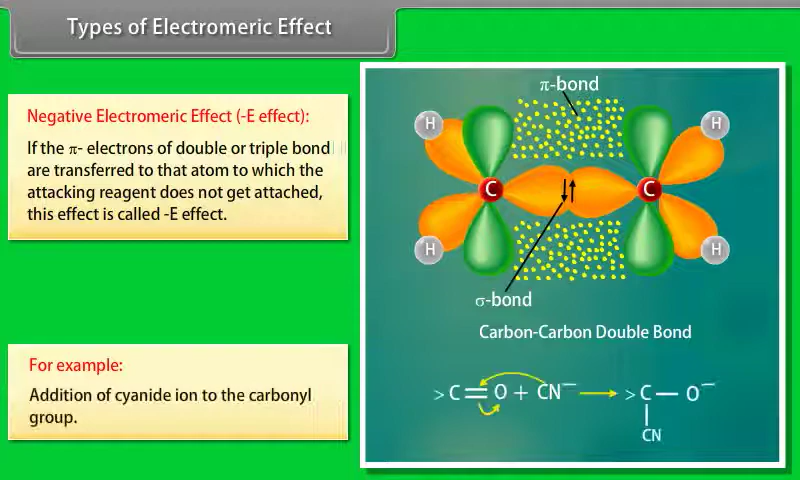 Types of Electromeric Effect
Negative Electromeric Effect (-E effect):
If the π- electrons of double or triple bond
are transferred to that atom to which the
attacking reagent does not get attached,
this effect is called -E effect.
For example:
Addition of cyanide ion to the carbonyl
group.
π-bond
H H
C C
H H
σ-bond
Carbon-Carbon Double Bond
>C=O + CN⁻ → >C—O⁻
CN